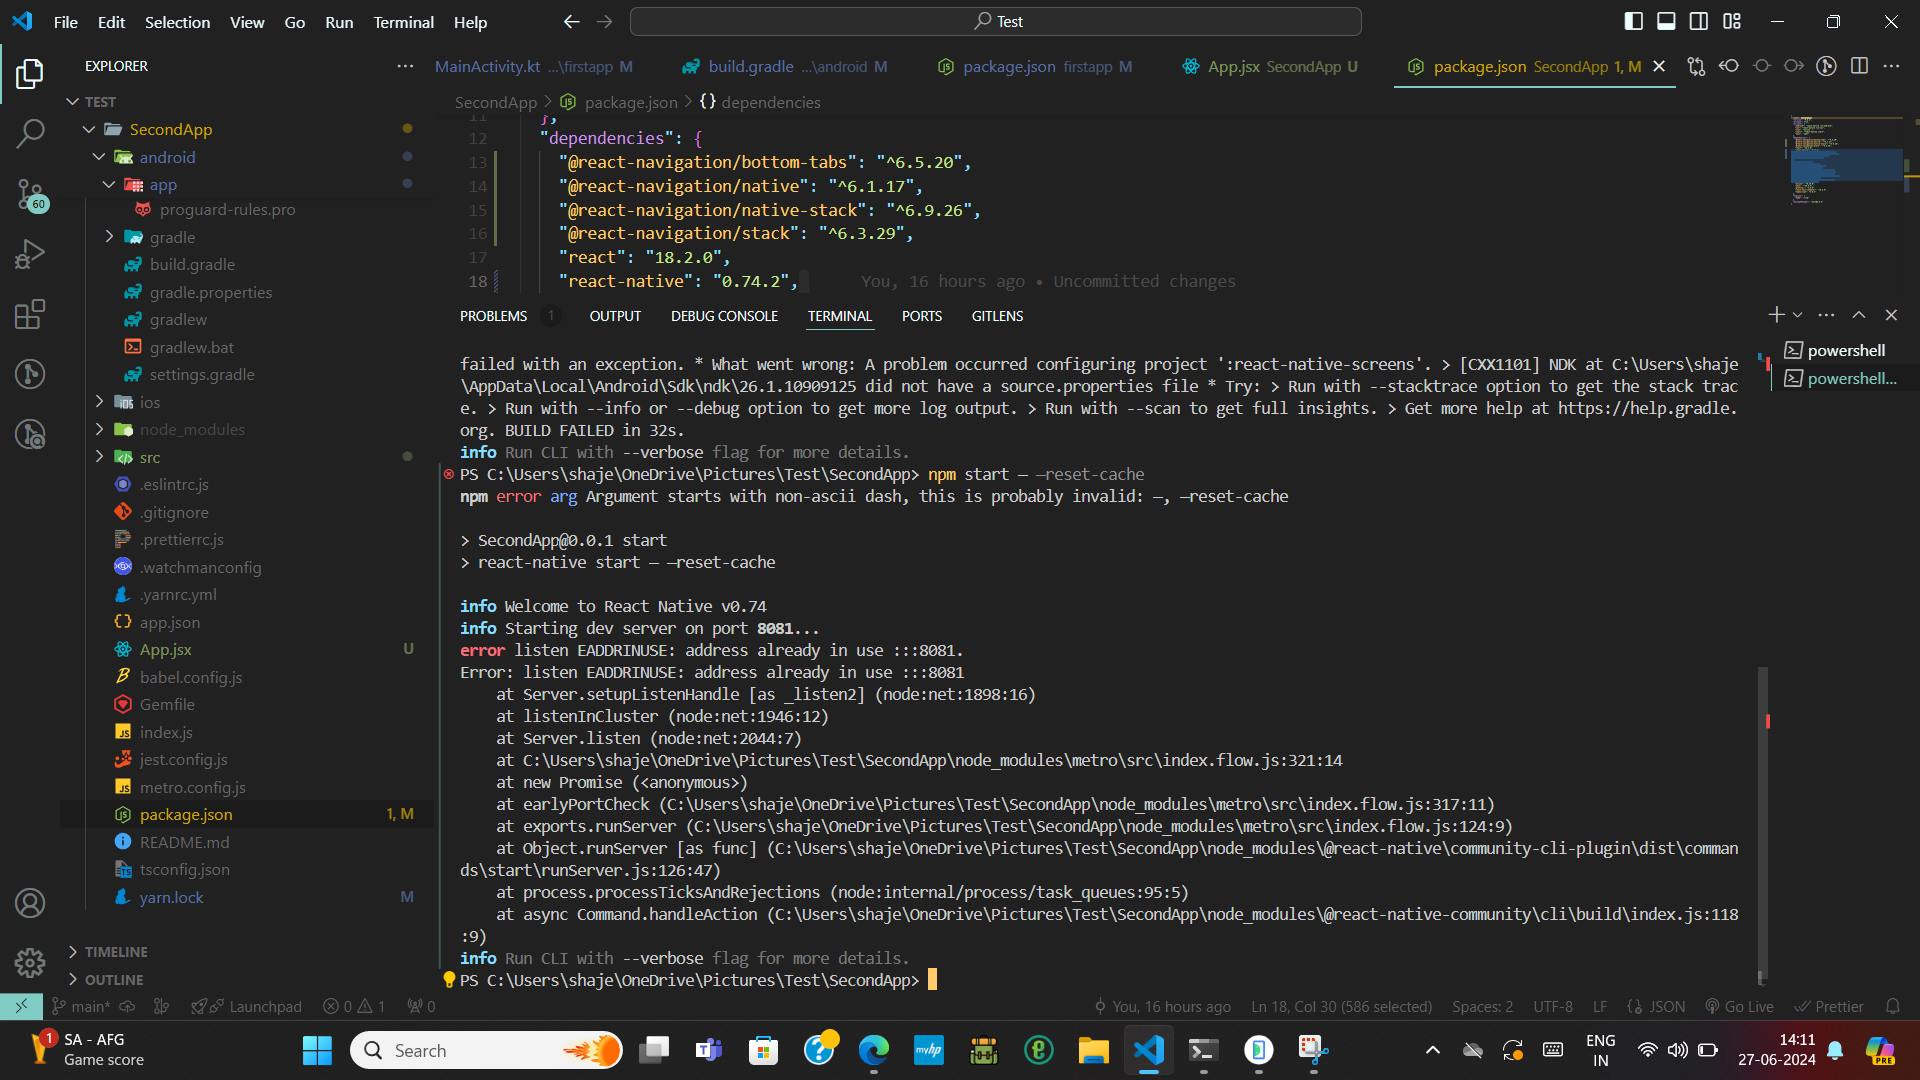 File Edit Selection View Go Run Terminal Help
Test
EXPLORER
MainActivity.kt ...\firstapp M
build.gradle ...\android M
package.json firstapp M
App.jsx SecondApp U
package.json SecondApp 1, M
TEST
SecondApp
android
app
proguard-rules.pro
gradle
build.gradle
gradle.properties
gradlew
gradlew.bat
settings.gradle
ios
node_modules
src
.eslintrc.js
.gitignore
.prettierrc.js
.watchmanconfig
.yarnrc.yml
app.json
App.jsx U
babel.config.js
Gemfile
index.js
jest.config.js
metro.config.js
package.json 1, M
README.md
tsconfig.json
yarn.lock M
TIMELINE
OUTLINE
60
SecondApp > package.json > {} dependencies
11 },
12 "dependencies": {
13 "@react-navigation/bottom-tabs": "^6.5.20",
14 "@react-navigation/native": "^6.1.17",
15 "@react-navigation/native-stack": "^6.9.26",
16 "@react-navigation/stack": "^6.3.29",
17 "react": "18.2.0",
18 "react-native": "0.74.2", You, 16 hours ago • Uncommitted changes
PROBLEMS 1 OUTPUT DEBUG CONSOLE TERMINAL PORTS GITLENS
powershell
powershell...
failed with an exception. * What went wrong: A problem occurred configuring project ':react-native-screens'. > [CXX1101] NDK at C:\Users\shaje
\AppData\Local\Android\Sdk\ndk\26.1.10909125 did not have a source.properties file * Try: > Run with --stacktrace option to get the stack trac
e. > Run with --info or --debug option to get more log output. > Run with --scan to get full insights. > Get more help at https://help.gradle.
org. BUILD FAILED in 32s.
info Run CLI with --verbose flag for more details.
PS C:\Users\shaje\OneDrive\Pictures\Test\SecondApp> npm start — —reset-cache
npm error arg Argument starts with non-ascii dash, this is probably invalid: —, —reset-cache
> SecondApp@0.0.1 start
> react-native start — —reset-cache
info Welcome to React Native v0.74
info Starting dev server on port 8081...
error listen EADDRINUSE: address already in use :::8081.
Error: listen EADDRINUSE: address already in use :::8081
at Server.setupListenHandle [as _listen2] (node:net:1898:16)
at listenInCluster (node:net:1946:12)
at Server.listen (node:net:2044:7)
at C:\Users\shaje\OneDrive\Pictures\Test\SecondApp\node_modules\metro\src\index.flow.js:321:14
at new Promise (<anonymous>)
at earlyPortCheck (C:\Users\shaje\OneDrive\Pictures\Test\SecondApp\node_modules\metro\src\index.flow.js:317:11)
at exports.runServer (C:\Users\shaje\OneDrive\Pictures\Test\SecondApp\node_modules\metro\src\index.flow.js:124:9)
at Object.runServer [as func] (C:\Users\shaje\OneDrive\Pictures\Test\SecondApp\node_modules\@react-native\community-cli-plugin\dist\comman
ds\start\runServer.js:126:47)
at process.processTicksAndRejections (node:internal/process/task_queues:95:5)
at async Command.handleAction (C:\Users\shaje\OneDrive\Pictures\Test\SecondApp\node_modules\@react-native-community\cli\build\index.js:118
:9)
info Run CLI with --verbose flag for more details.
PS C:\Users\shaje\OneDrive\Pictures\Test\SecondApp>
main* Launchpad 0 1 0 You, 16 hours ago Ln 18, Col 30 (586 selected) Spaces: 2 UTF-8 LF {} JSON Go Live Prettier
1
SA - AFG
Game score
Search
myhp
ENG
IN
14:11
27-06-2024
PRE